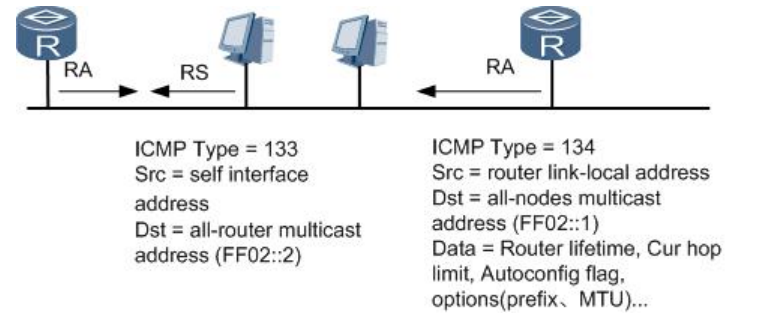 R
R
RA
RS
RA
ICMP Type = 133
Src = self interface
address
Dst = all-router multicast
address (FF02::2)
ICMP Type = 134
Src = router link-local address
Dst = all-nodes multicast
address (FF02::1)
Data = Router lifetime, Cur hop
limit, Autoconfig flag,
options(prefix、MTU)...